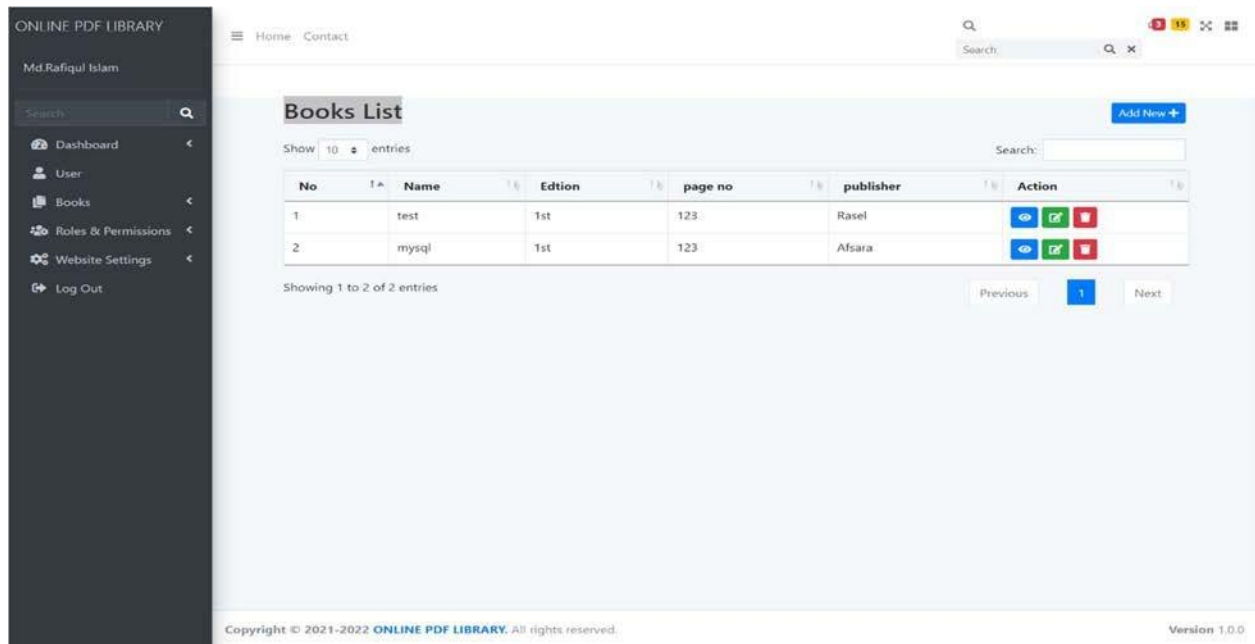 ONLINE PDF LIBRARY
Md.Rafiqul Islam
Search
Dashboard
User
Books
Roles & Permissions
Website Settings
Log Out
Home Contact
3 15
Search
Books List
Add New
Show 10 entries
Search:
No Name Edtion page no publisher Action
1 test 1st 123 Rasel
2 mysql 1st 123 Afsara
Showing 1 to 2 of 2 entries
Previous 1 Next
Copyright © 2021-2022 ONLINE PDF LIBRARY. All rights reserved.
Version 1.0.0